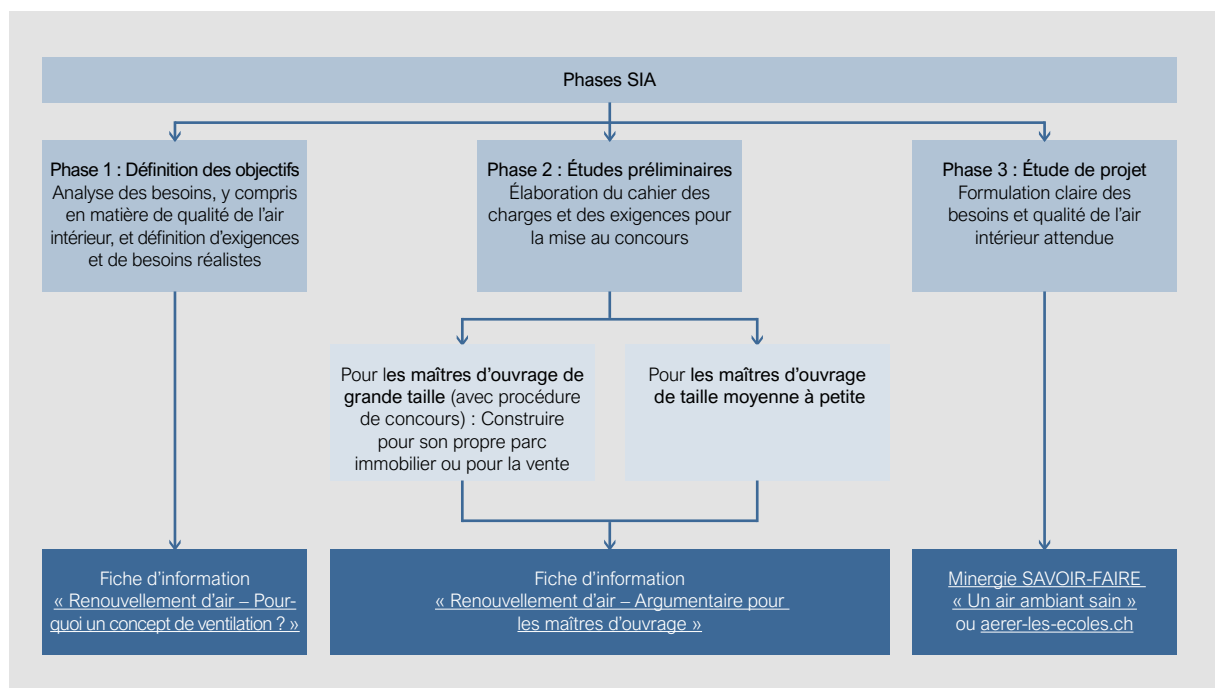 Phases SIA
Phase 1 : Définition des objectifs
Analyse des besoins, y compris
en matière de qualité de l’air
intérieur, et définition d’exigences
et de besoins réalistes
Phase 2 : Études préliminaires
Élaboration du cahier des
charges et des exigences pour
la mise au concours
Phase 3 : Étude de projet
Formulation claire des
besoins et qualité de l’air
intérieur attendue
Pour les maîtres d’ouvrage de
grande taille (avec procédure
de concours) : Construire
pour son propre parc
immobilier ou pour la vente
Pour les maîtres d’ouvrage
de taille moyenne à petite
Fiche d’information
« Renouvellement d’air – Pour-
quoi un concept de ventilation ? »
Fiche d’information
« Renouvellement d’air – Argumentaire pour
les maîtres d’ouvrage »
Minergie SAVOIR-FAIRE
« Un air ambiant sain »
ou aerer-les-ecoles.ch